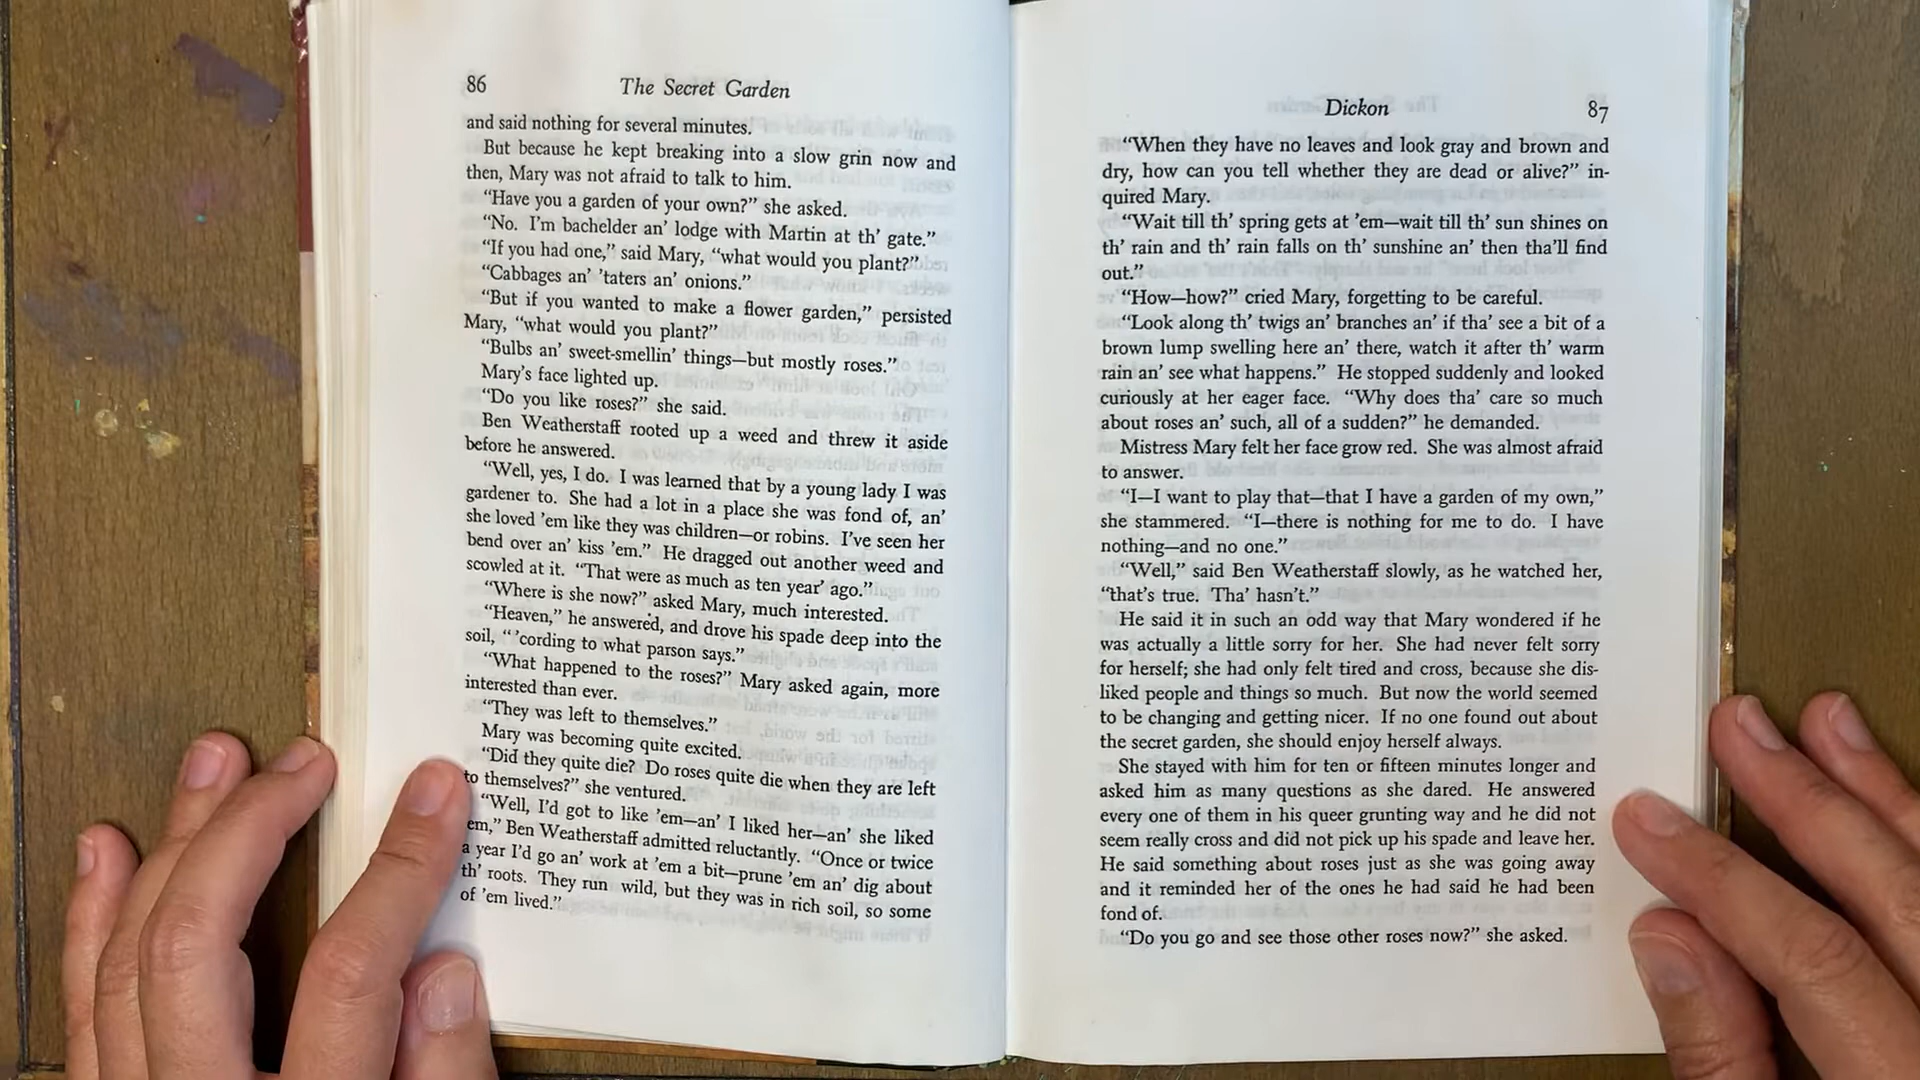 86
The Secret Garden
and said nothing for several minutes.
But because he kept breaking into a slow grin now and
then, Mary was not afraid to talk to him.
“Have you a garden of your own?” she asked.
“No. I’m bachelder an’ lodge with Martin at th’ gate.”
“If you had one,” said Mary, “what would you plant?”
“Cabbages an’ ’taters an’ onions.”
“But if you wanted to make a flower garden,” persisted
Mary, “what would you plant?”
“Bulbs an’ sweet-smellin’ things—but mostly roses.”
Mary’s face lighted up.
“Do you like roses?” she said.
Ben Weatherstaff rooted up a weed and threw it aside
before he answered.
“Well, yes, I do. I was learned that by a young lady I was
gardener to. She had a lot in a place she was fond of, an’
she loved ’em like they was children—or robins. I’ve seen her
bend over an’ kiss ’em.” He dragged out another weed and
scowled at it. “That were as much as ten year’ ago.”
“Where is she now?” asked Mary, much interested.
“Heaven,” he answered, and drove his spade deep into the
soil, “ ’cording to what parson says.”
“What happened to the roses?” Mary asked again, more
interested than ever.
“They was left to themselves.”
Mary was becoming quite excited.
“Did they quite die? Do roses quite die when they are left
to themselves?” she ventured.
“Well, I’d got to like ’em—an’ I liked her—an’ she liked
’em,” Ben Weatherstaff admitted reluctantly. “Once or twice
a year I’d go an’ work at ’em a bit—prune ’em an’ dig about
th’ roots. They run wild, but they was in rich soil, so some
of ’em lived.”
Dickon
87
“When they have no leaves and look gray and brown and
dry, how can you tell whether they are dead or alive?” in-
quired Mary.
“Wait till th’ spring gets at ’em—wait till th’ sun shines on
th’ rain and th’ rain falls on th’ sunshine an’ then tha’ll find
out.”
“How—how?” cried Mary, forgetting to be careful.
“Look along th’ twigs an’ branches an’ if tha’ see a bit of a
brown lump swelling here an’ there, watch it after th’ warm
rain an’ see what happens.” He stopped suddenly and looked
curiously at her eager face. “Why does tha’ care so much
about roses an’ such, all of a sudden?” he demanded.
Mistress Mary felt her face grow red. She was almost afraid
to answer.
“I—I want to play that—that I have a garden of my own,”
she stammered. “I—there is nothing for me to do. I have
nothing—and no one.”
“Well,” said Ben Weatherstaff slowly, as he watched her,
“that’s true. Tha’ hasn’t.”
He said it in such an odd way that Mary wondered if he
was actually a little sorry for her. She had never felt sorry
for herself; she had only felt tired and cross, because she dis-
liked people and things so much. But now the world seemed
to be changing and getting nicer. If no one found out about
the secret garden, she should enjoy herself always.
She stayed with him for ten or fifteen minutes longer and
asked him as many questions as she dared. He answered
every one of them in his queer grunting way and he did not
seem really cross and did not pick up his spade and leave her.
He said something about roses just as she was going away
and it reminded her of the ones he had said he had been
fond of.
“Do you go and see those other roses now?” she asked.